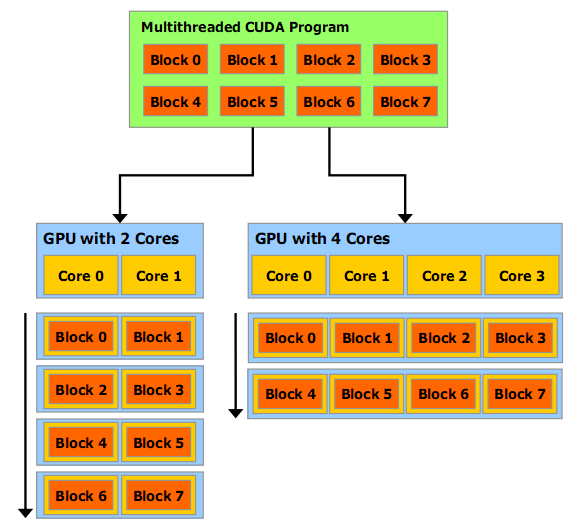 Multithreaded CUDA Program
Block 0 Block 1 Block 2 Block 3
Block 4 Block 5 Block 6 Block 7
GPU with 2 Cores
Core 0 Core 1
Block 0 Block 1
Block 2 Block 3
Block 4 Block 5
Block 6 Block 7
GPU with 4 Cores
Core 0 Core 1 Core 2 Core 3
Block 0 Block 1 Block 2 Block 3
Block 4 Block 5 Block 6 Block 7